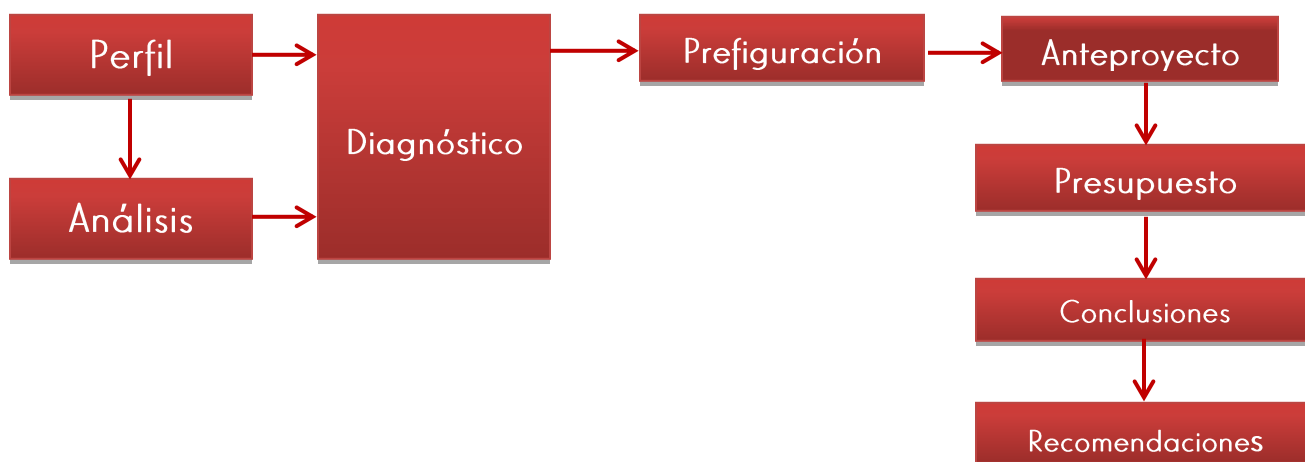 Perfil
Análisis
Diagnóstico
Prefiguración
Anteproyecto
Presupuesto
Conclusiones
Recomendaciones